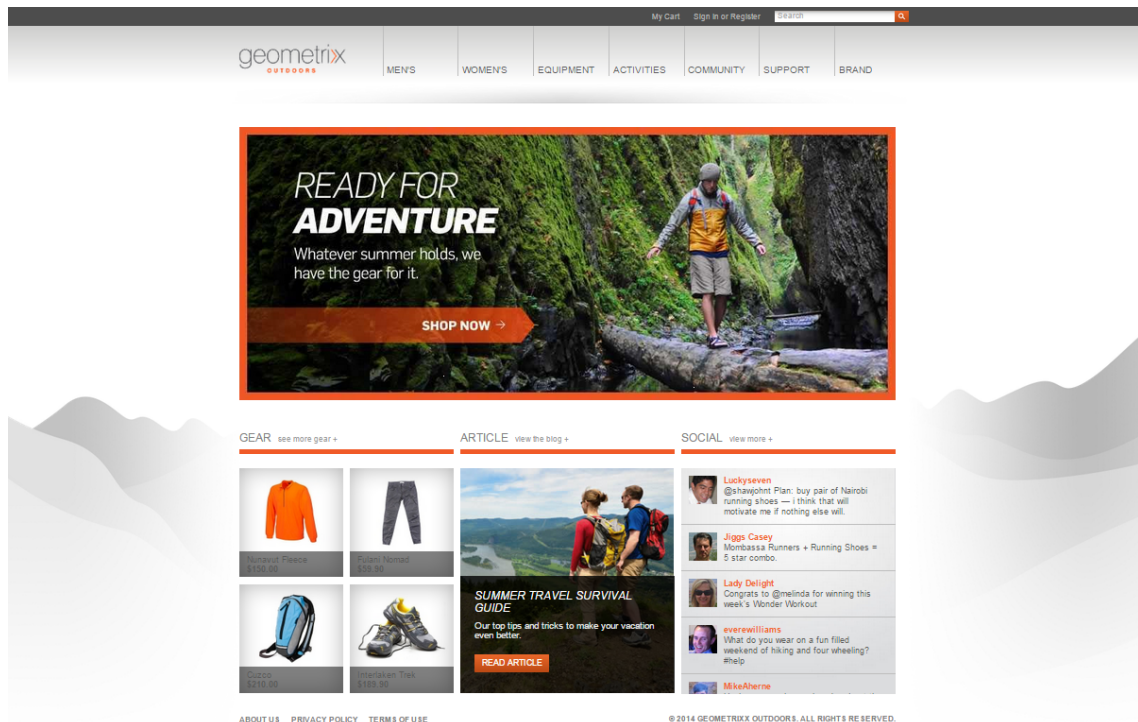 My Cart Sign In or Register Search
geometrixx
OUTDOORS
MEN'S WOMEN'S EQUIPMENT ACTIVITIES COMMUNITY SUPPORT BRAND
READY FOR
ADVENTURE
Whatever summer holds, we
have the gear for it.
SHOP NOW →
GEAR see more gear +
Nunavut Fleece
$150.00
Fulani Nomad
$59.90
Cuzco
$210.00
Interlaken Trek
$189.90
ARTICLE view the blog +
SUMMER TRAVEL SURVIVAL
GUIDE
Our top tips and tricks to make your vacation
even better.
READ ARTICLE
SOCIAL view more +
Luckyseven
@shawjohnt Plan: buy pair of Nairobi
running shoes — i think that will
motivate me if nothing else will.
Jiggs Casey
Mombassa Runners + Running Shoes =
5 star combo.
Lady Delight
Congrats to @melinda for winning this
week's Wonder Workout
everewilliams
What do you wear on a fun filled
weekend of hiking and four wheeling?
#help
MikeAherne
ABOUT US PRIVACY POLICY TERMS OF USE
© 2014 GEOMETRIXX OUTDOORS. ALL RIGHTS RESERVED.